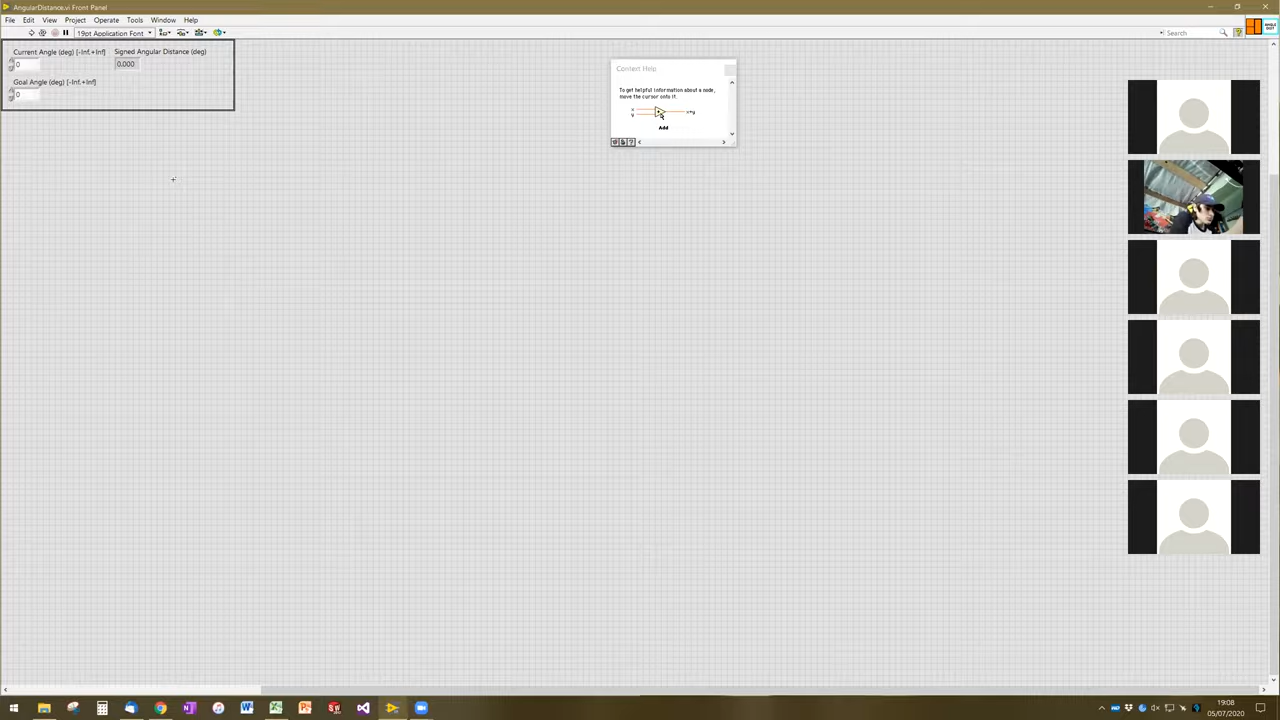 AngularDistance.vi Front Panel
File Edit View Project Operate Tools Window Help
19pt Application Font
Search
ANGLE
DIST
Current Angle (deg) [-Inf.+Inf]
Signed Angular Distance (deg)
0
0.000
Goal Angle (deg) [-Inf.+Inf]
0
Context Help
To get helpful information about a node,
move the cursor onto it.
x
y
x+y
Add
19:08
05/07/2020